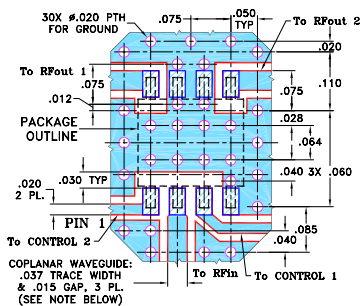 30X ø.020 PTH
FOR GROUND
.075
.050
TYP
To RFout 2
.020
To RFout 1
.075
.110
.075
.012
.028
PACKAGE
OUTLINE
.064
.030 TYP
.040
3X .060
.020
2 PL.
PIN 1
.085
To CONTROL 2
.040
COPLANAR WAVEGUIDE:
.037 TRACE WIDTH
& .015 GAP, 3 PL.
(SEE NOTE BELOW)
To RFin
To CONTROL 1